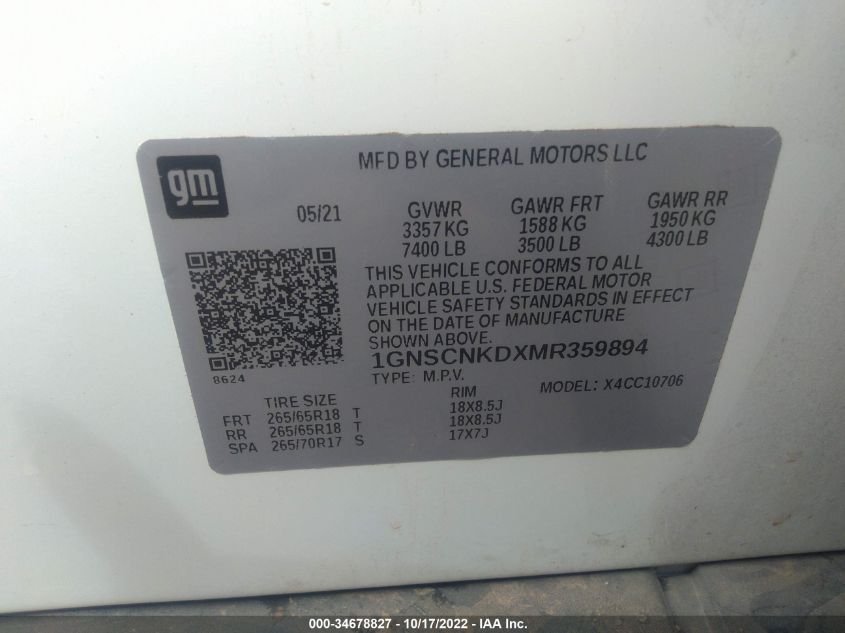 gm
MFD BY GENERAL MOTORS LLC
05/21
GVWR GAWR FRT GAWR RR
3357 KG 1588 KG 1950 KG
7400 LB 3500 LB 4300 LB
THIS VEHICLE CONFORMS TO ALL
APPLICABLE U.S. FEDERAL MOTOR
VEHICLE SAFETY STANDARDS IN EFFECT
ON THE DATE OF MANUFACTURE
SHOWN ABOVE.
1GNSCNKDXMR359894
8624
TYPE: M.P.V. MODEL: X4CC10706
TIRE SIZE RIM
FRT 265/65R18 T 18X8.5J
RR 265/65R18 T 18X8.5J
SPA 265/70R17 S 17X7J
000-34678827 - 10/17/2022 - IAA Inc.